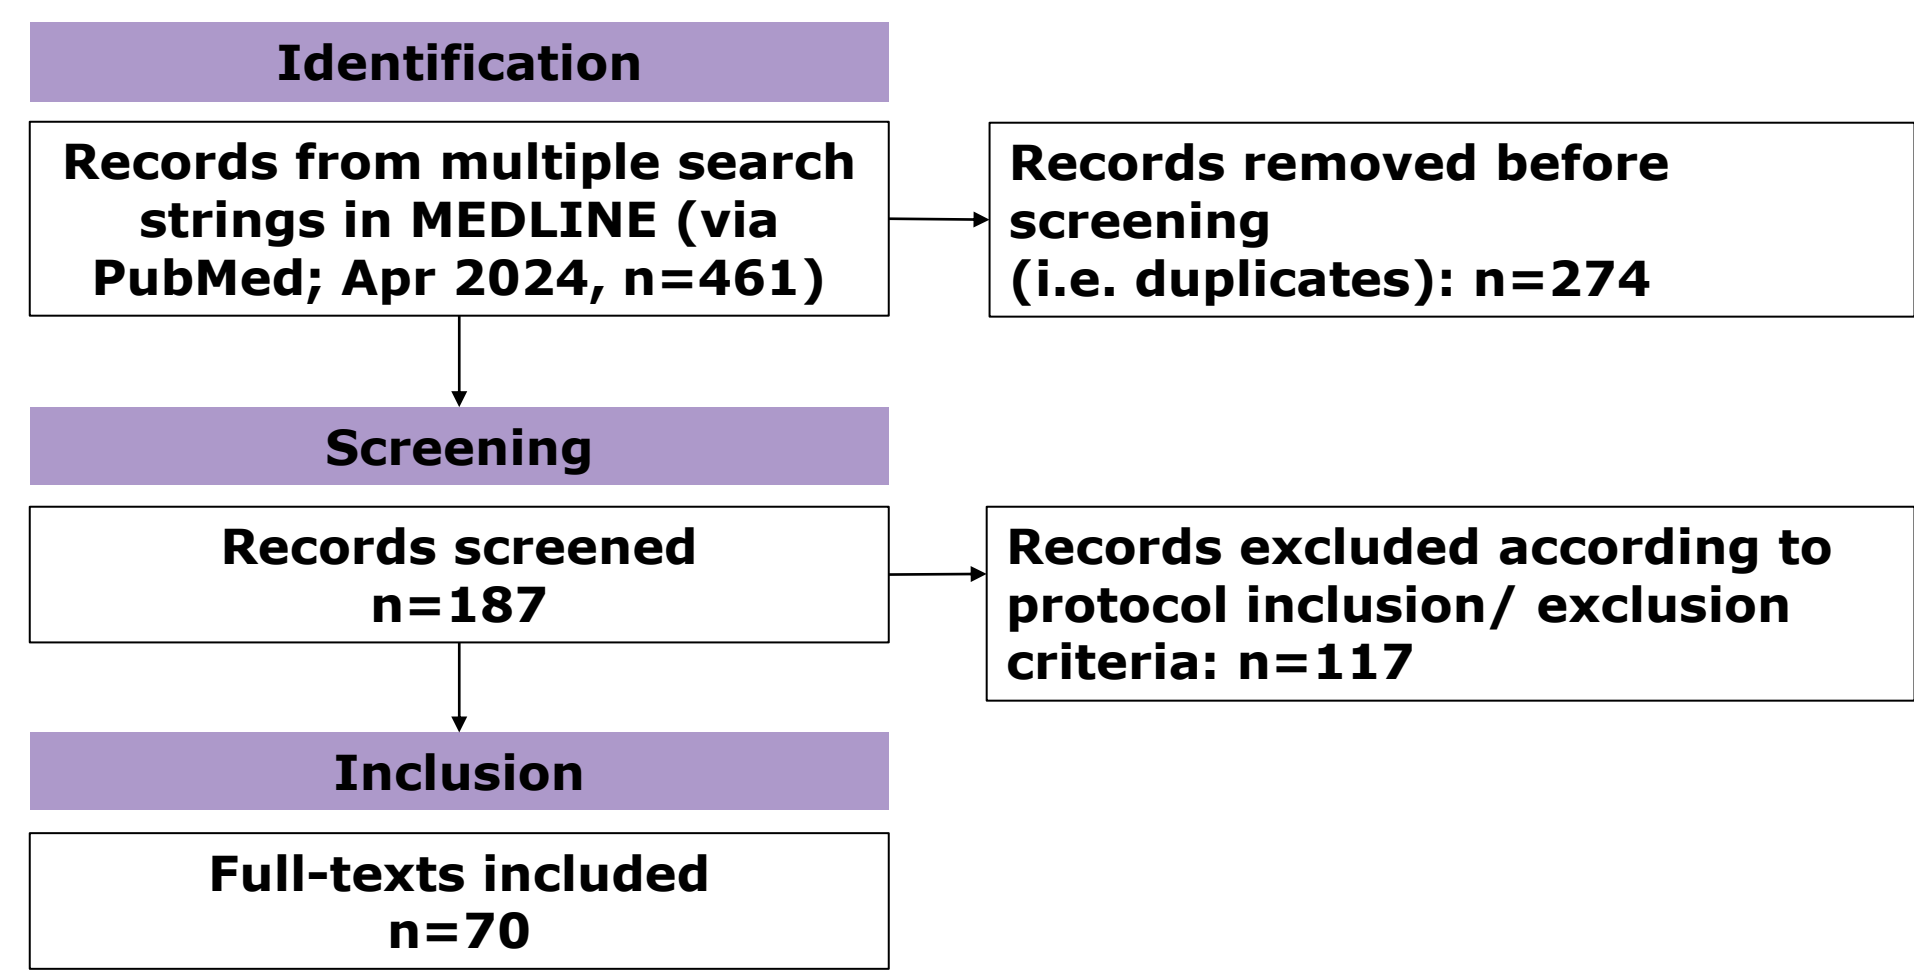 Identification
Records from multiple search
strings in MEDLINE (via
PubMed; Apr 2024, n=461)
Records removed before
screening
(i.e. duplicates): n=274
Screening
Records screened
n=187
Records excluded according to
protocol inclusion/ exclusion
criteria: n=117
Inclusion
Full-texts included
n=70